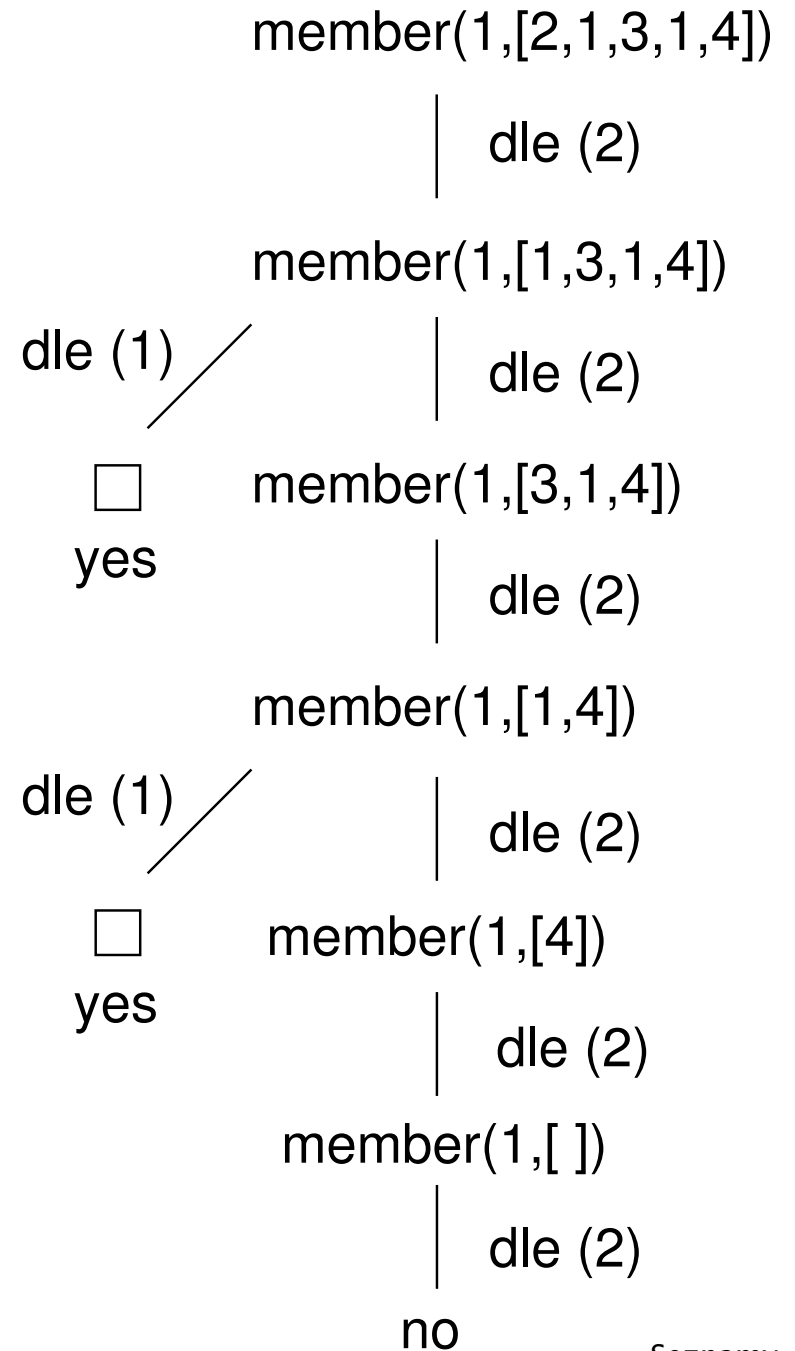 member(1,[2,1,3,1,4])
dle (2)
member(1,[1,3,1,4])
dle (1)
dle (2)
member(1,[3,1,4])
yes
dle (2)
member(1,[1,4])
dle (1)
dle (2)
member(1,[4])
yes
dle (2)
member(1,[ ])
dle (2)
no